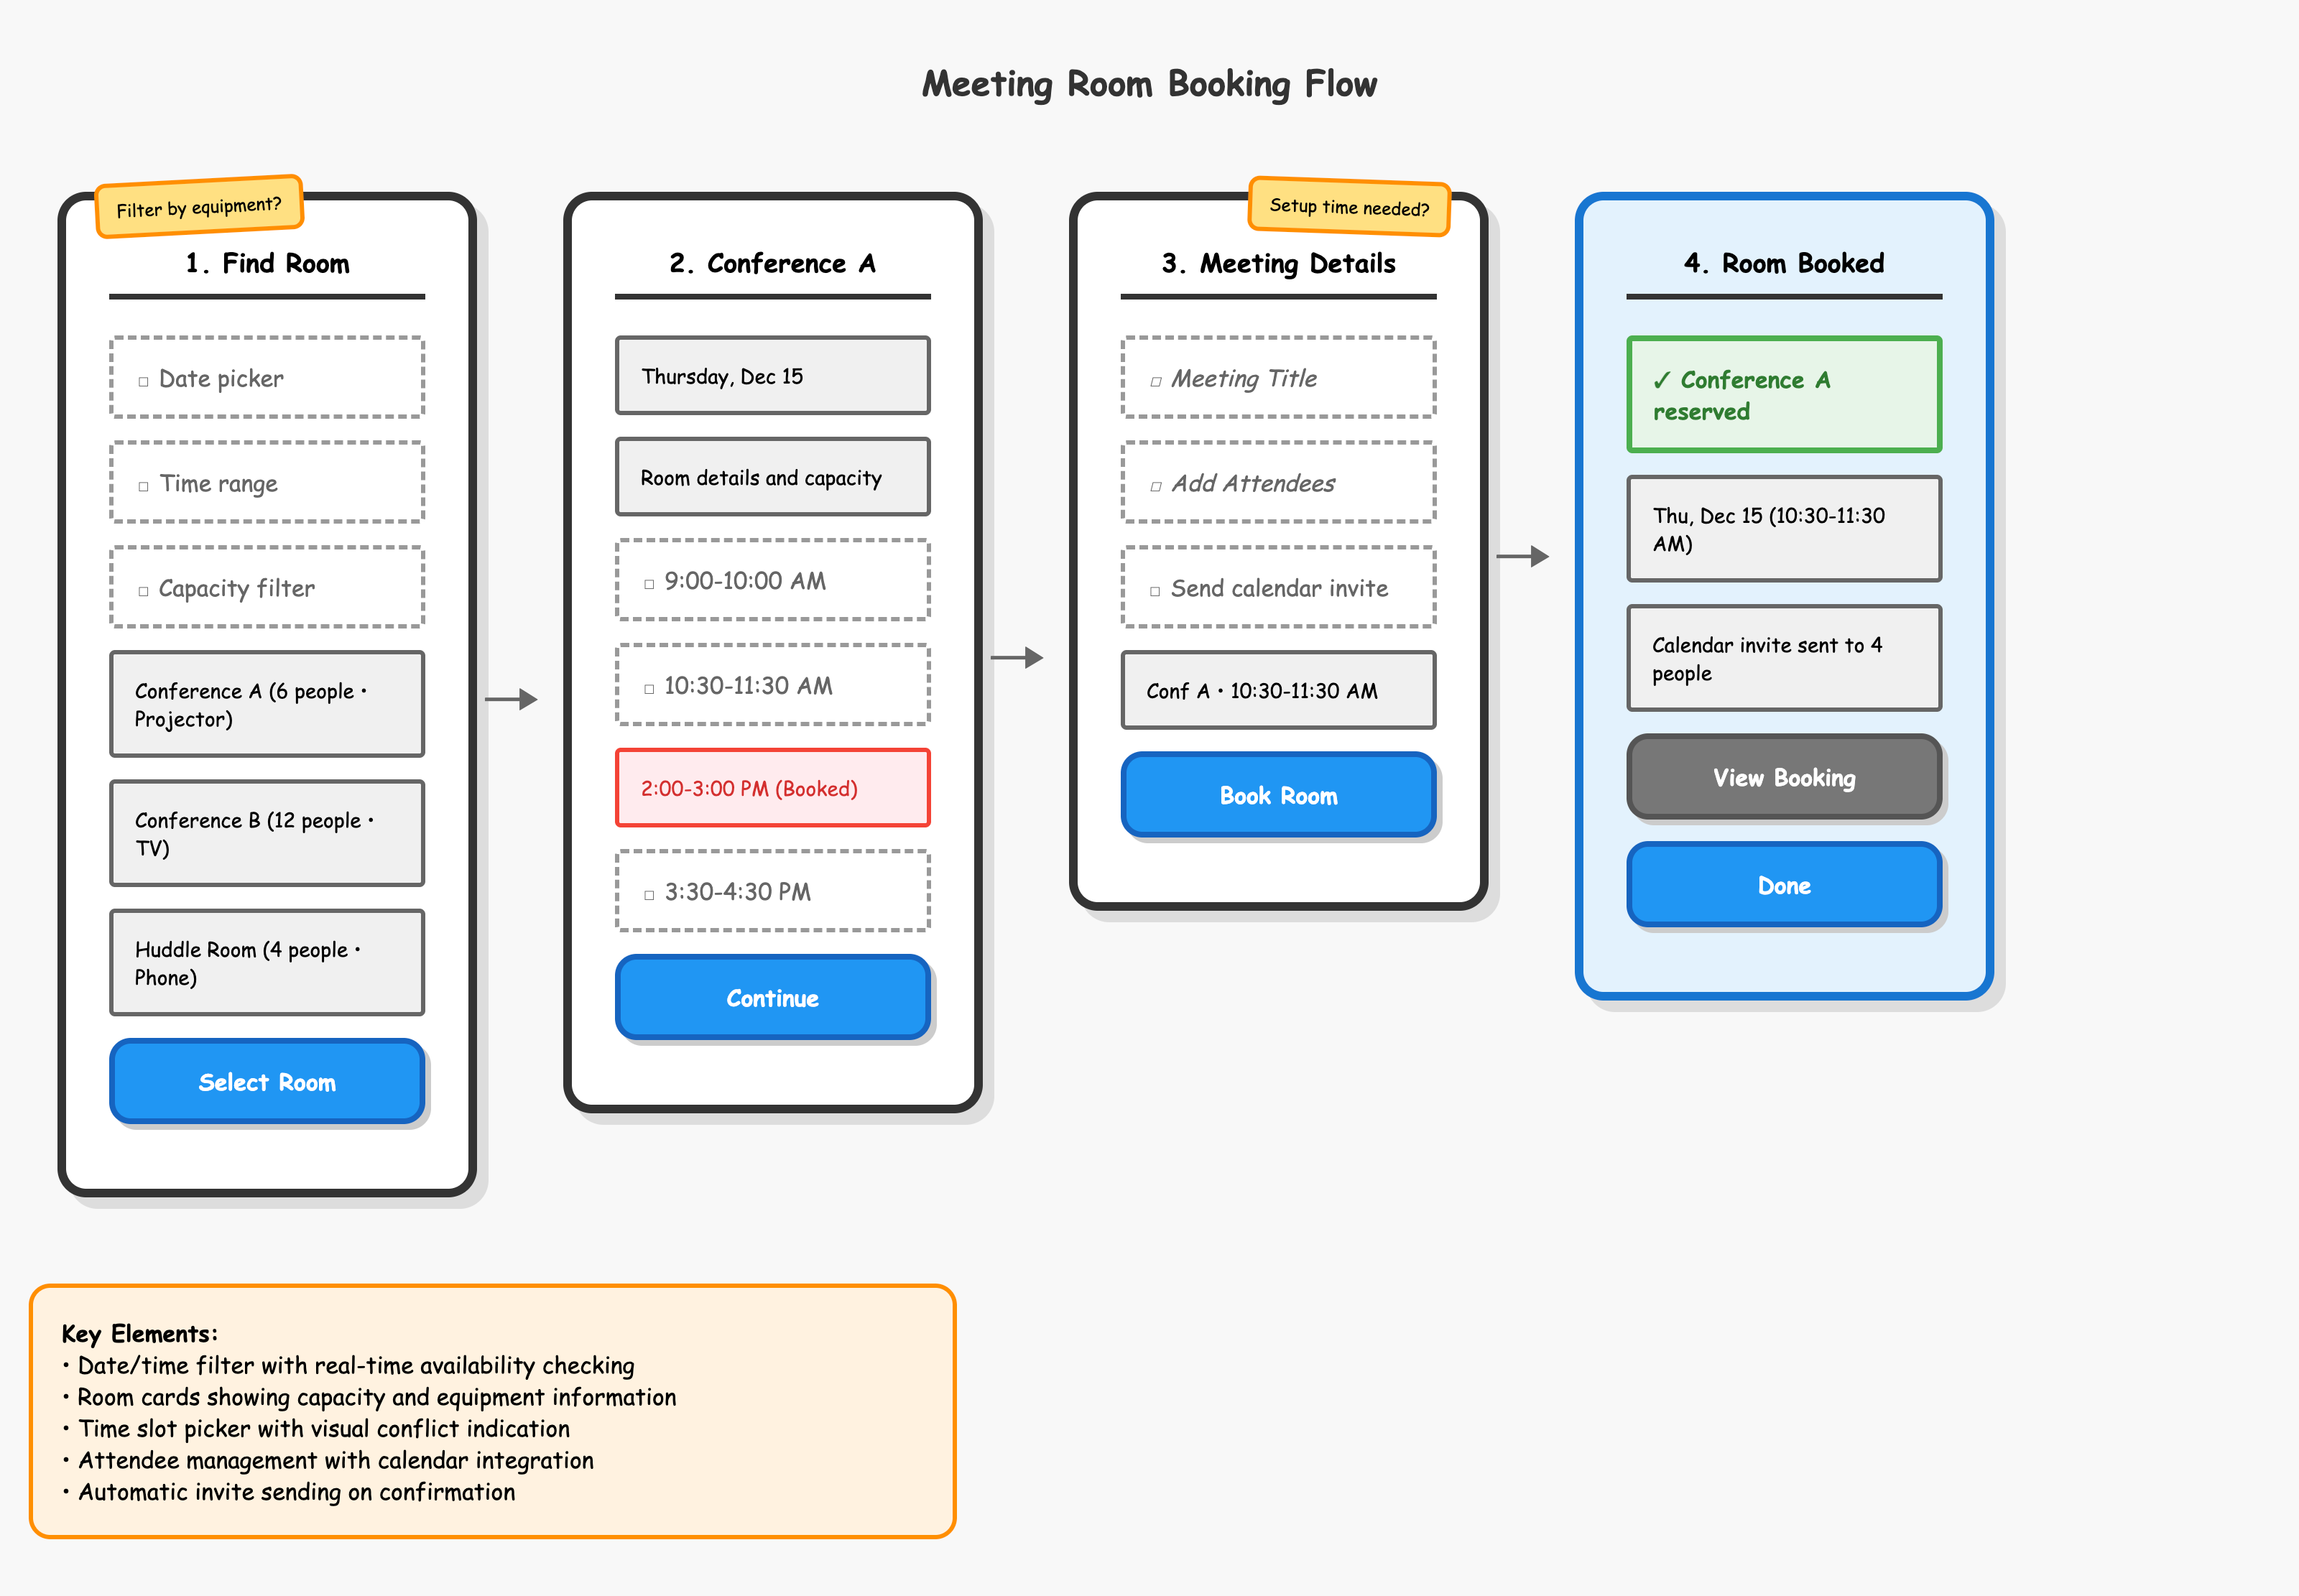 Meeting Room Booking Flow
Filter by equipment?
1. Find Room
□ Date picker
□ Time range
□ Capacity filter
Conference A (6 people •
Projector)
Conference B (12 people •
TV)
Huddle Room (4 people •
Phone)
Select Room
2. Conference A
Thursday, Dec 15
Room details and capacity
□ 9:00-10:00 AM
□ 10:30-11:30 AM
2:00-3:00 PM (Booked)
□ 3:30-4:30 PM
Continue
Setup time needed?
3. Meeting Details
□ Meeting Title
□ Add Attendees
□ Send calendar invite
Conf A • 10:30-11:30 AM
Book Room
4. Room Booked
✓ Conference A
reserved
Thu, Dec 15 (10:30-11:30
AM)
Calendar invite sent to 4
people
View Booking
Done
Key Elements:
• Date/time filter with real-time availability checking
• Room cards showing capacity and equipment information
• Time slot picker with visual conflict indication
• Attendee management with calendar integration
• Automatic invite sending on confirmation